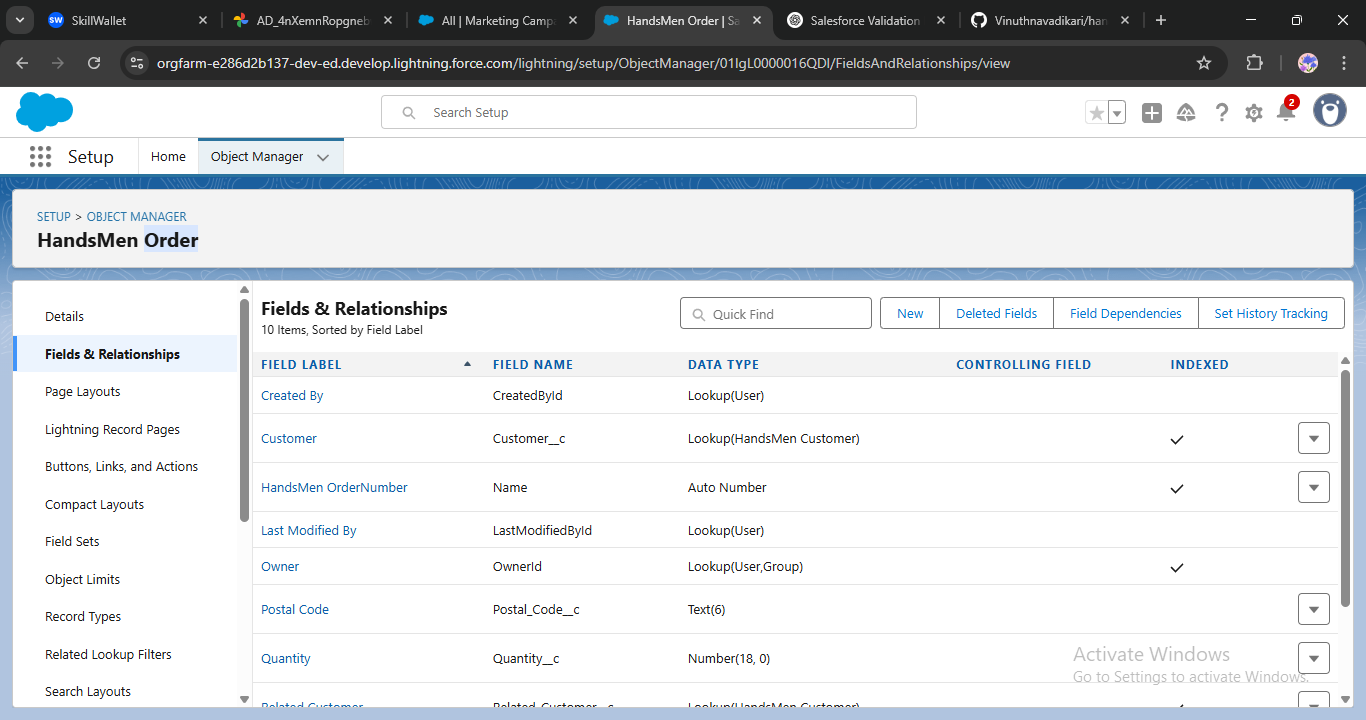 SkillWallet
AD_4nXemnRopgneb
All | Marketing Camp
HandsMen Order | Sa
Salesforce Validation
Vinuthnavadikari/han
orgfarm-e286d2b137-dev-ed.develop.lightning.force.com/lightning/setup/ObjectManager/01IgL0000016QDI/FieldsAndRelationships/view
Search Setup
2
Setup
Home
Object Manager
SETUP > OBJECT MANAGER
HandsMen Order
Details
Fields & Relationships
Page Layouts
Lightning Record Pages
Buttons, Links, and Actions
Compact Layouts
Field Sets
Object Limits
Record Types
Related Lookup Filters
Search Layouts
Fields & Relationships
10 Items, Sorted by Field Label
Quick Find
New
Deleted Fields
Field Dependencies
Set History Tracking
FIELD LABEL FIELD NAME DATA TYPE CONTROLLING FIELD INDEXED
Created By CreatedById Lookup(User)
Customer Customer__c Lookup(HandsMen Customer)
HandsMen OrderNumber Name Auto Number
Last Modified By LastModifiedById Lookup(User)
Owner OwnerId Lookup(User,Group)
Postal Code Postal_Code__c Text(6)
Quantity Quantity__c Number(18, 0)
Related Customer Related_Customer__c Lookup(HandsMen Customer)
Activate Windows
Go to Settings to activate Windows.